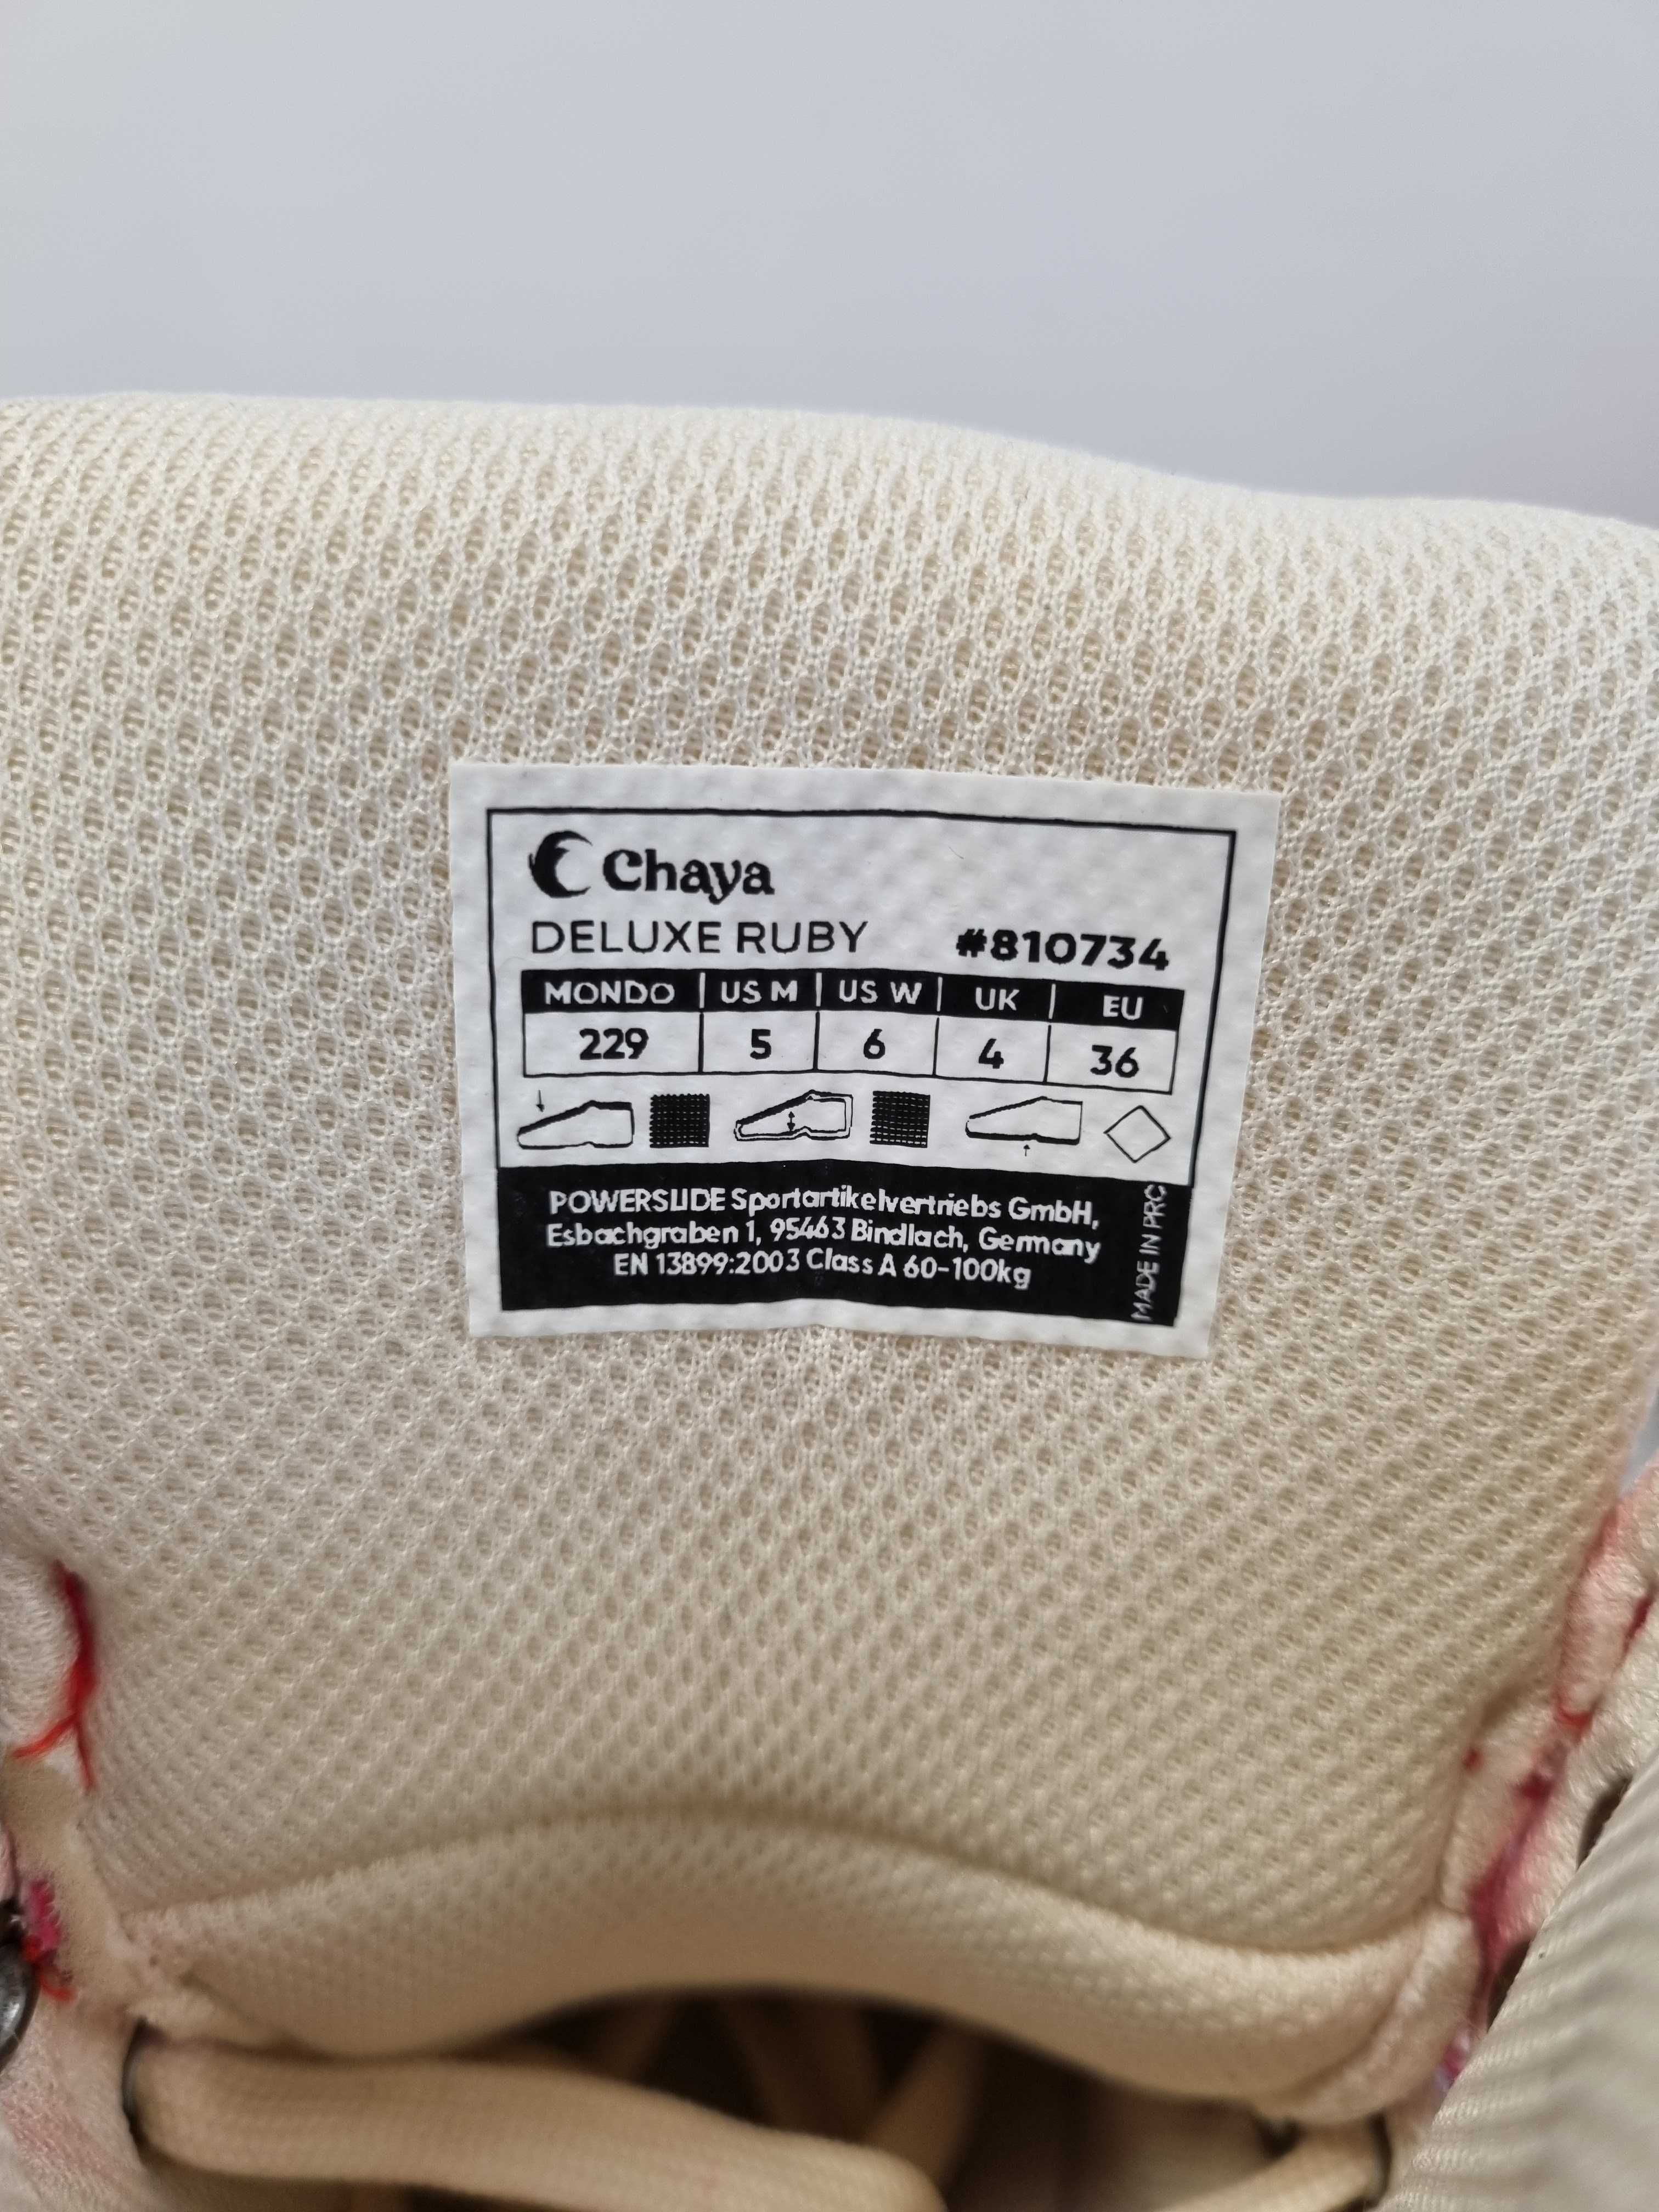 Chaya
DELUXE RUBY #810734
MONDO US M US W UK EU
229 5 6 4 36
POWERSLIDE Sportartikelvertriebs GmbH,
Esbachgraben 1, 95463 Bindlach, Germany
EN 13899:2003 Class A 60-100kg
MADE IN PRC